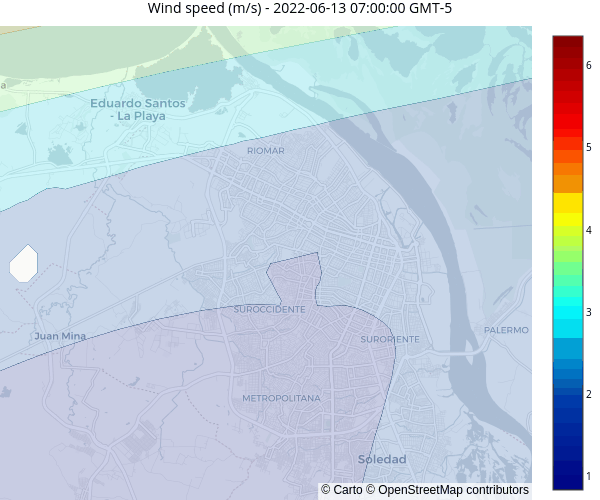 Wind speed (m/s) - 2022-06-13 07:00:00 GMT-5
a
Eduardo Santos
- La Playa
RIOMAR
SUROCCIDENTE
Juan Mina
SURORIENTE
PALERMO
METROPOLITANA
Soledad
© Carto © OpenStreetMap contributors
6
5
4
3
2
1